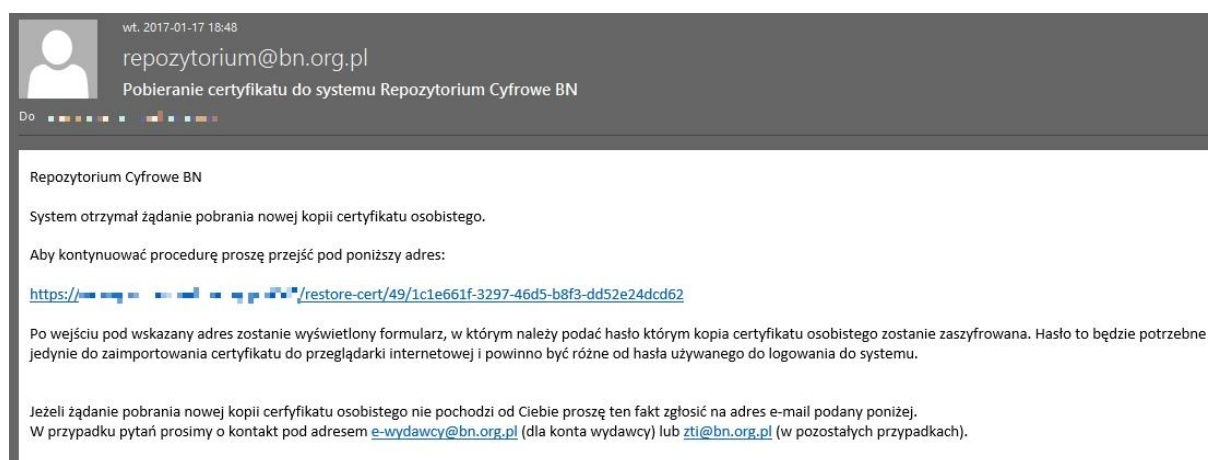 wt. 2017-01-17 18:48
repozytorium@bn.org.pl
Pobieranie certyfikatu do systemu Repozytorium Cyfrowe BN
Do
Repozytorium Cyfrowe BN
System otrzymał żądanie pobrania nowej kopii certyfikatu osobistego.
Aby kontynuować procedurę proszę przejść pod poniższy adres:
https:// /restore-cert/49/1c1e661f-3297-46d5-b8f3-dd52e24dcd62
Po wejściu pod wskazany adres zostanie wyświetlony formularz, w którym należy podać hasło którym kopia certyfikatu osobistego zostanie zaszyfrowana. Hasło to będzie potrzebne
jedynie do zaimportowania certyfikatu do przeglądarki internetowej i powinno być różne od hasła używanego do logowania do systemu.
Jeżeli żądanie pobrania nowej kopii cerfyfikatu osobistego nie pochodzi od Ciebie proszę ten fakt zgłosić na adres e-mail podany poniżej.
W przypadku pytań prosimy o kontakt pod adresem e-wydawcy@bn.org.pl (dla konta wydawcy) lub zti@bn.org.pl (w pozostałych przypadkach).